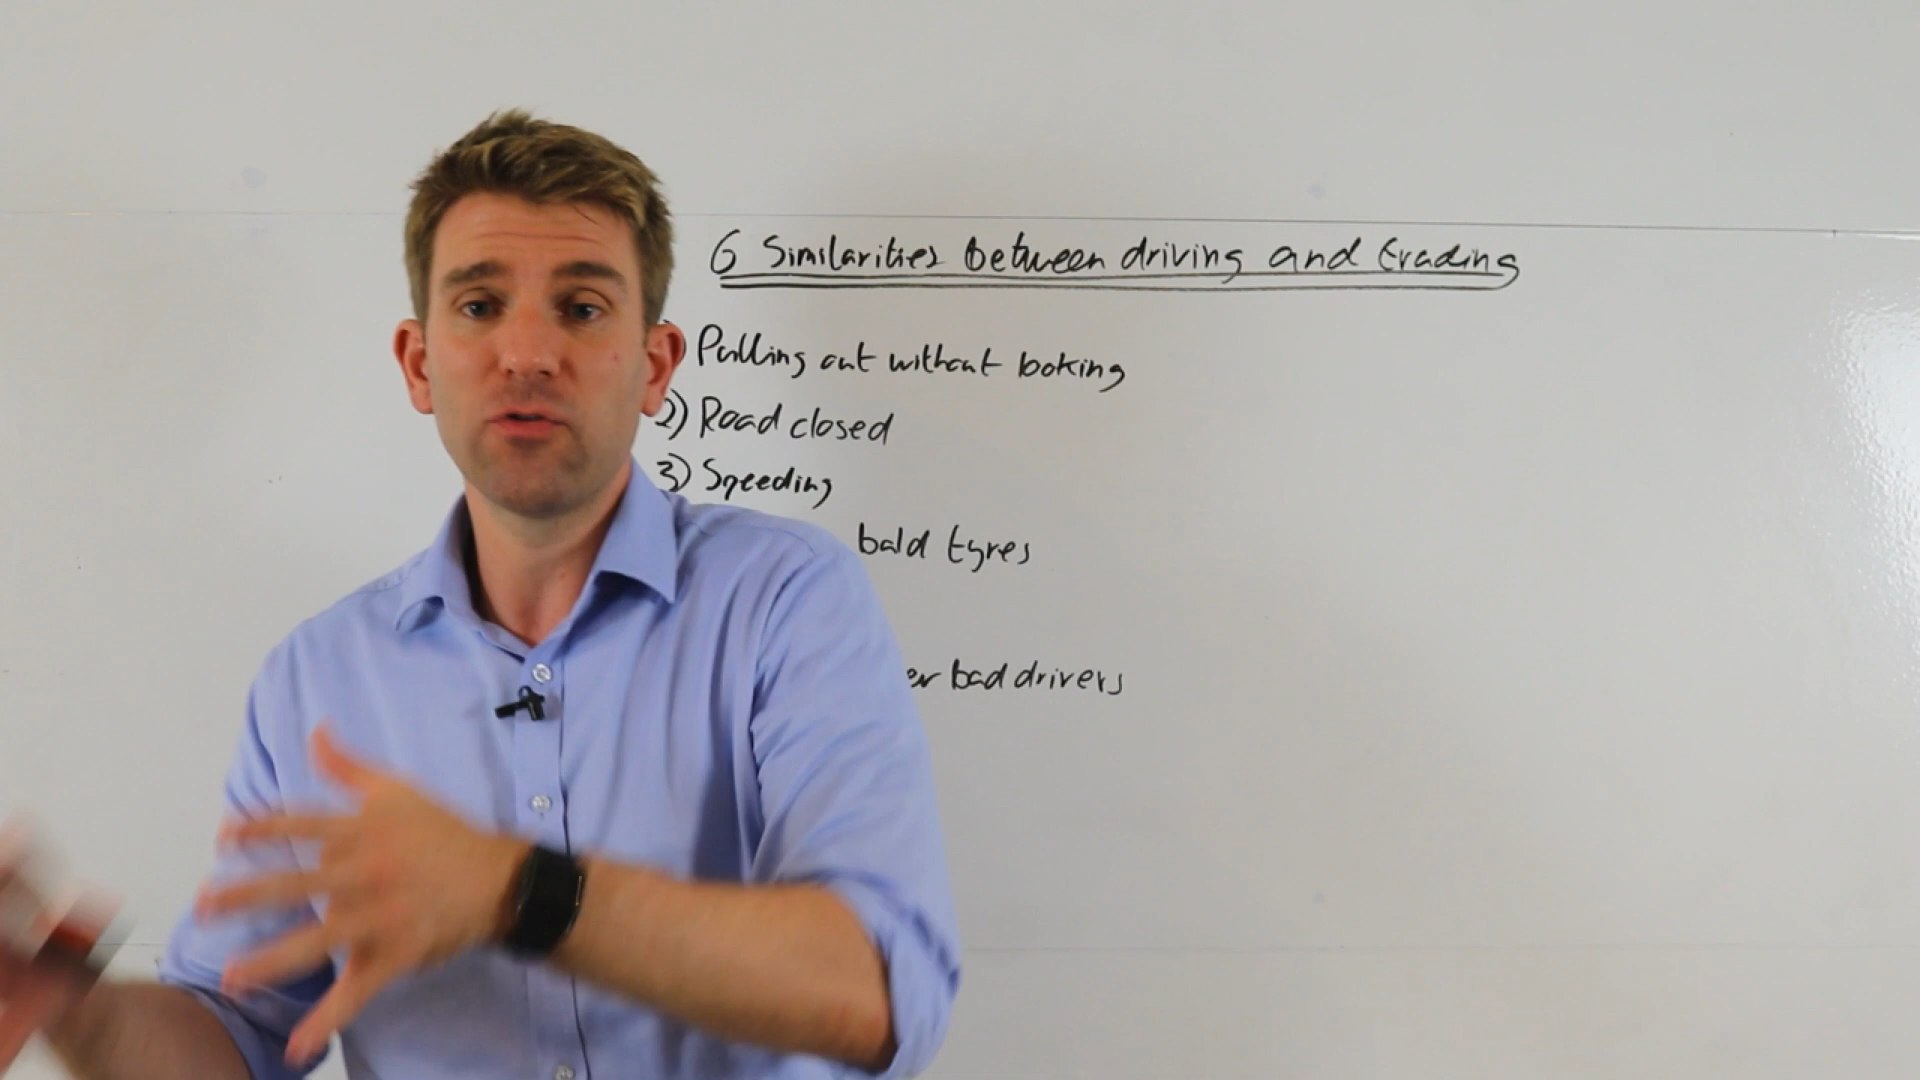 6 Similarities between driving and trading
) Pulling out without looking
2) Road closed
3) Speeding
bald tyres
er bad drivers